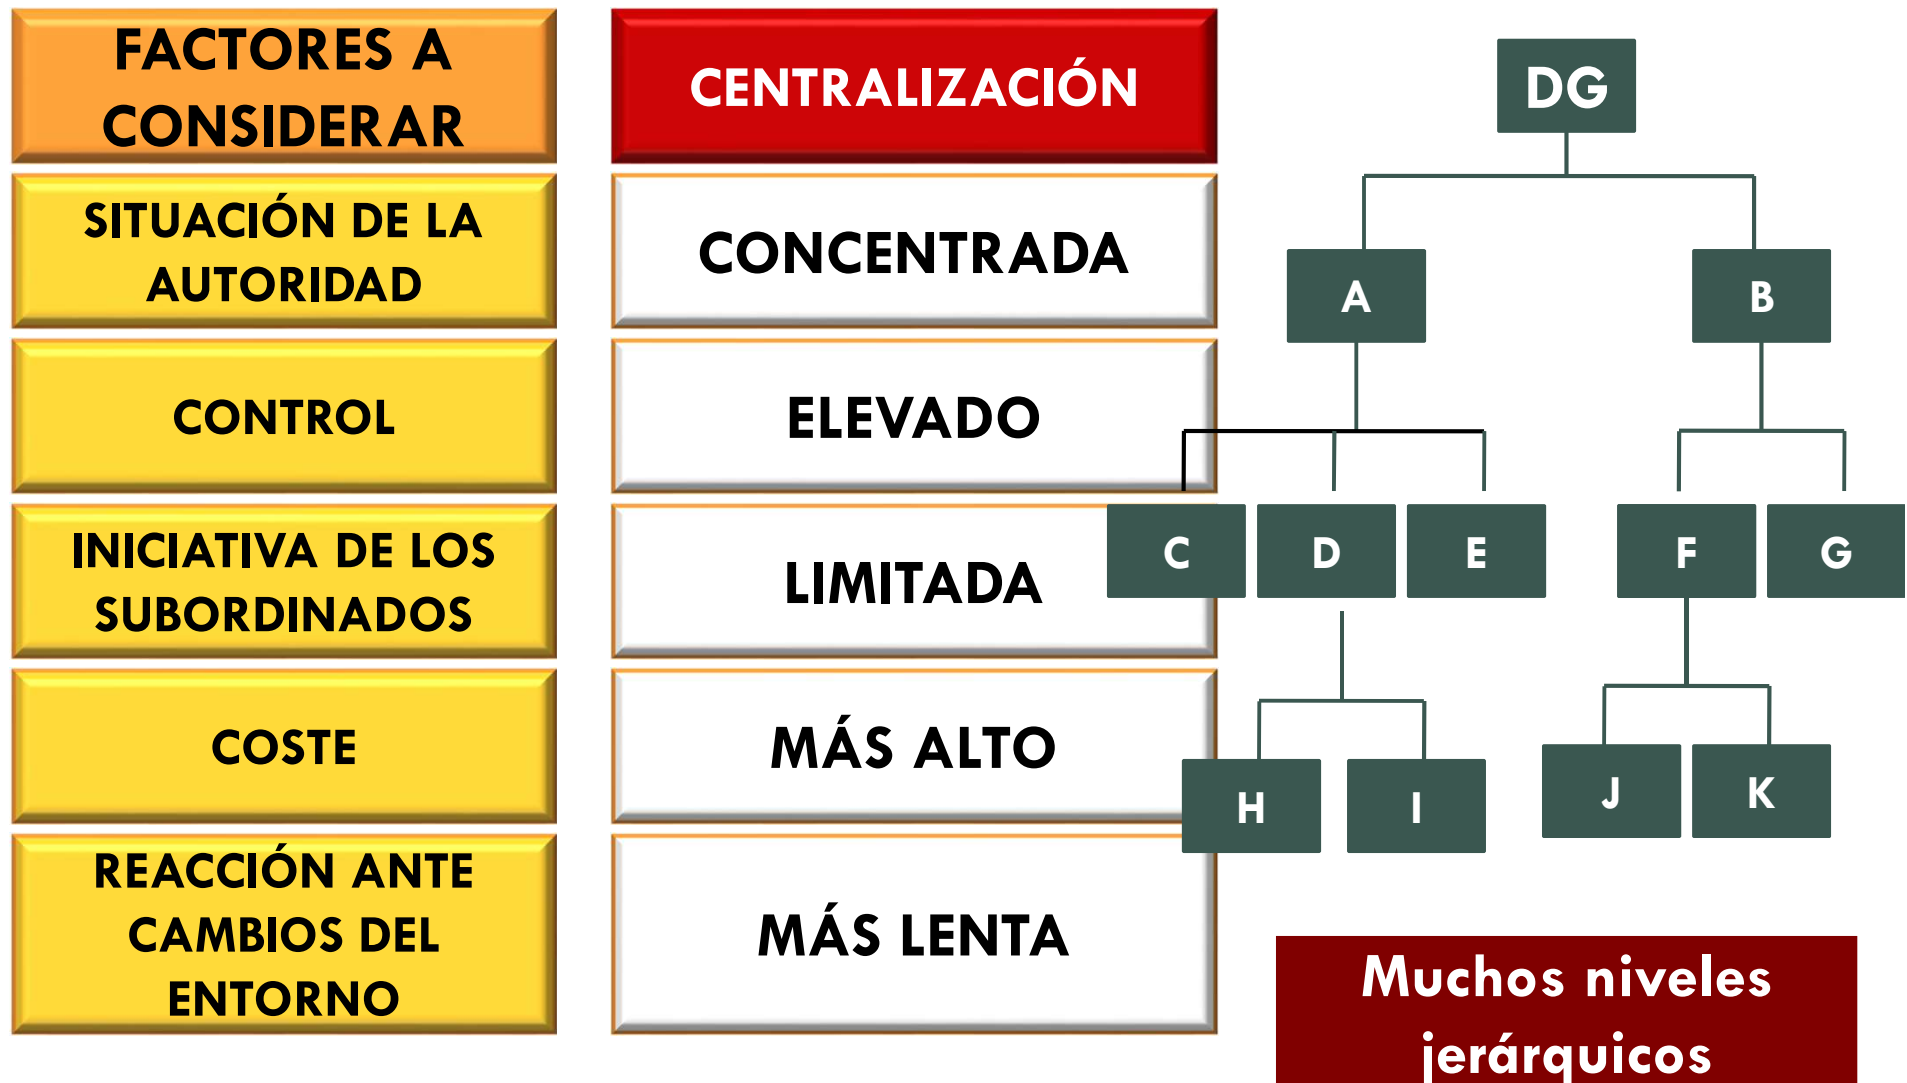 FACTORES A
CONSIDERAR
CENTRALIZACIÓN
SITUACIÓN DE LA
AUTORIDAD
CONCENTRADA
CONTROL
ELEVADO
INICIATIVA DE LOS
SUBORDINADOS
LIMITADA
COSTE
MÁS ALTO
REACCIÓN ANTE
CAMBIOS DEL
ENTORNO
MÁS LENTA
DG
A
B
C
D
E
F
G
H
I
J
K
Muchos niveles
jerárquicos